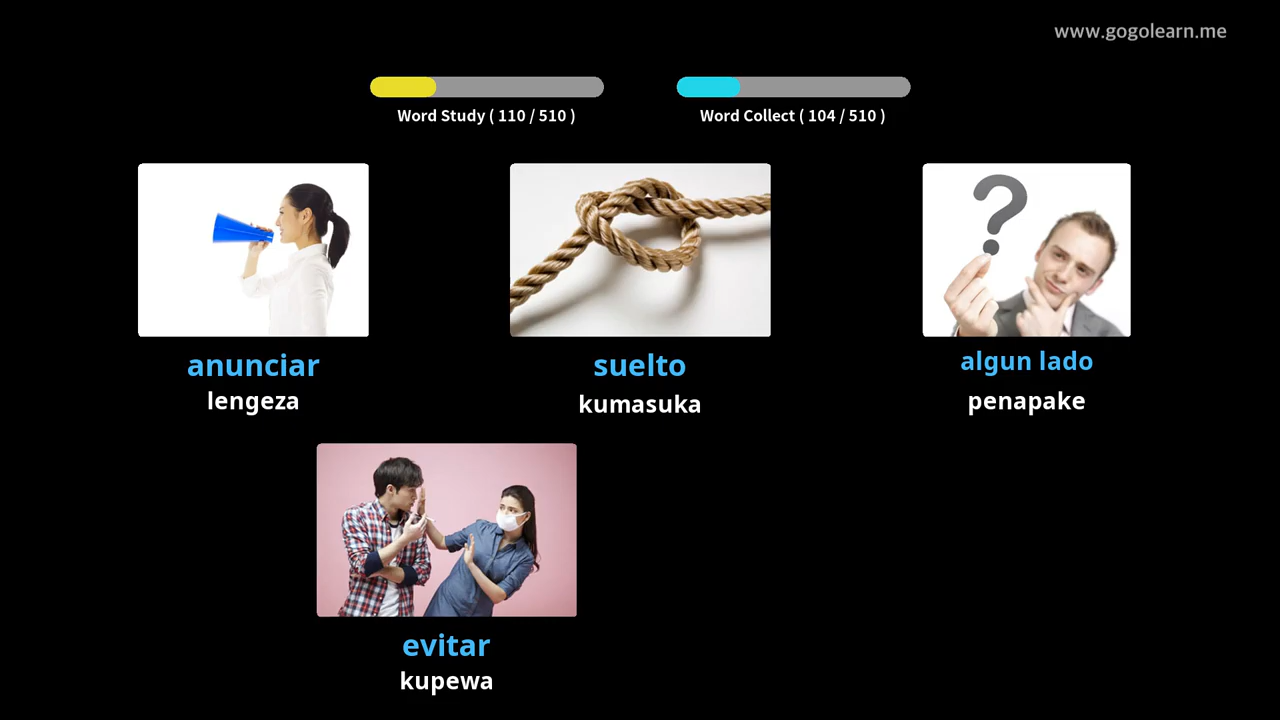 www.gogolearn.me
Word Study ( 110 / 510 )
Word Collect ( 104 / 510 )
anunciar
lengeza
suelto
kumasuka
algun lado
penapake
evitar
kupewa